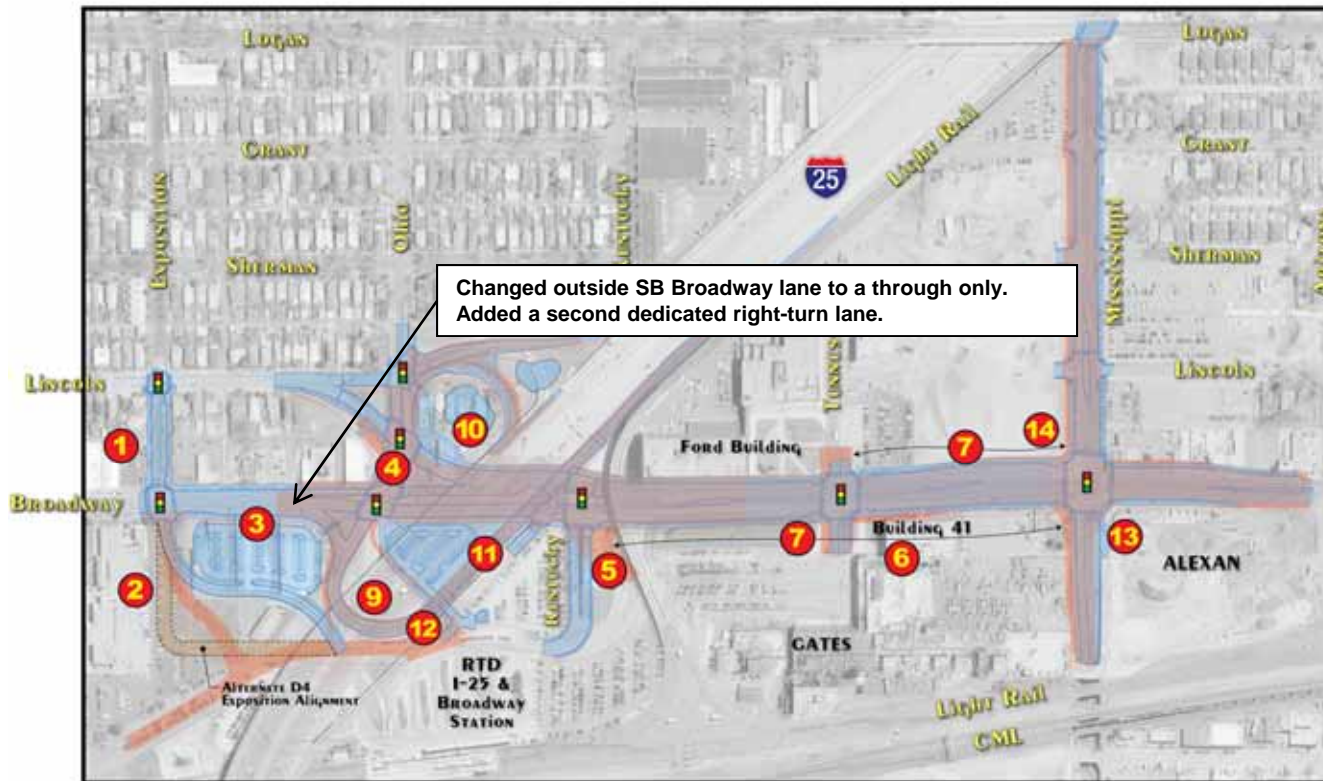 LOGAN
LOGAN
GRANT
GRANT
Exposition
Ohio
Light Rail
25
Mississippi
SHERMAN
SHERMAN
Changed outside SB Broadway lane to a through only.
Added a second dedicated right-turn lane.
LINCOLN
LINCOLN
1
10
4
FORD BUILDING
7
14
BROADWAY
3
11
7
BUILDING 41
6
13
ALEXAN
2
9
5
Kentucky
12
GATES
ALTERNATE D4
EXPOSITION ALIGNMENT
RTD
I-25 &
BROADWAY
STATION
Light Rail
CML